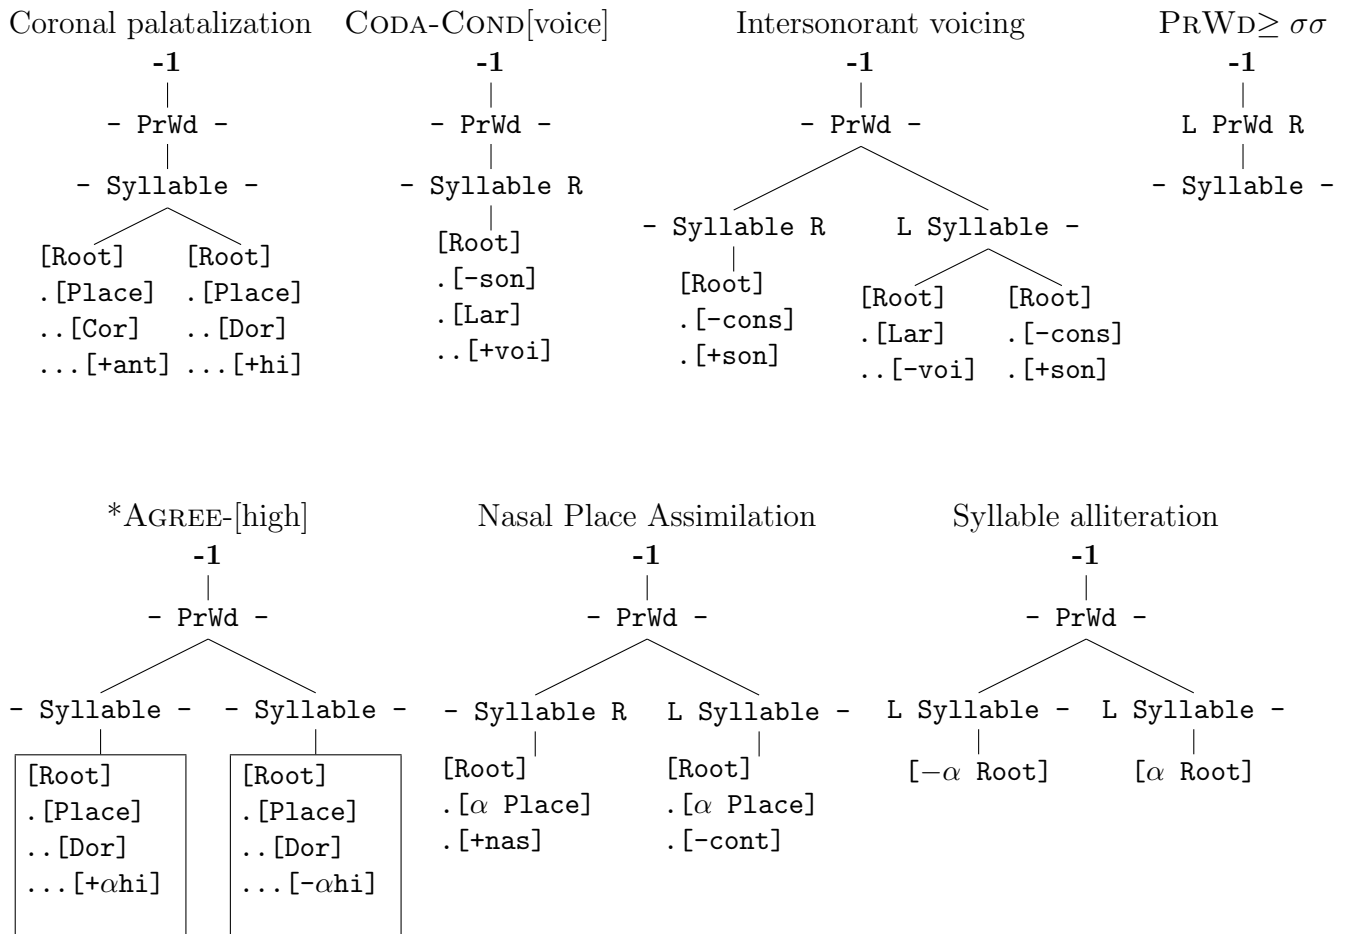 Coronal palatalization CODA-COND[voice] Intersonorant voicing PRWD≥ σσ
-1 -1 -1 -1
- PrWd - - PrWd - - PrWd - L PrWd R
- Syllable - - Syllable R - Syllable -
- Syllable R L Syllable -
[Root] [Root] [Root] [Root] [Root] [Root]
.[Place] .[Place] .[-son] .[-cons] .[Lar] .[-cons]
..[Cor] ..[Dor] .[Lar] .[+son] ..[-voi] .[+son]
...[+ant] ...[+hi] ..[+voi]
*AGREE-[high] Nasal Place Assimilation Syllable alliteration
-1 -1 -1
- PrWd - - PrWd - - PrWd -
- Syllable - - Syllable - - Syllable R L Syllable - L Syllable - L Syllable -
[Root] [Root] [Root] [Root] [−α Root] [α Root]
.[Place] .[Place] .[α Place] .[α Place]
..[Dor] ..[Dor] .[+nas] .[-cont]
...[+αhi] ...[-αhi]